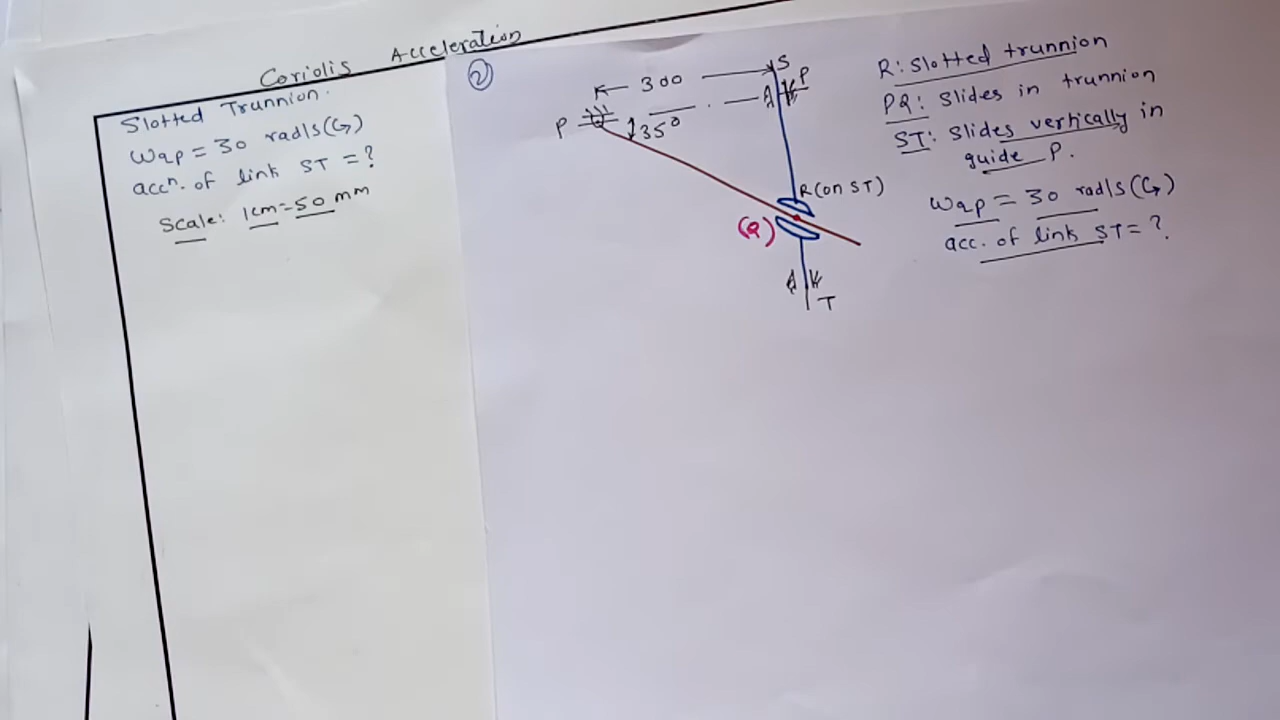 Coriolis Acceleration
Slotted Trunnion.
ωQP = 30 rad/s(↺)
accⁿ. of link ST = ?
Scale: 1cm-50 mm
②
300
S
P
P
35°
R(on ST)
(Q)
T
R: Slotted trunnion
PQ: Slides in trunnion
ST: Slides vertically in
guide P.
ωQP = 30 rad/s (↺)
acc. of link ST = ?